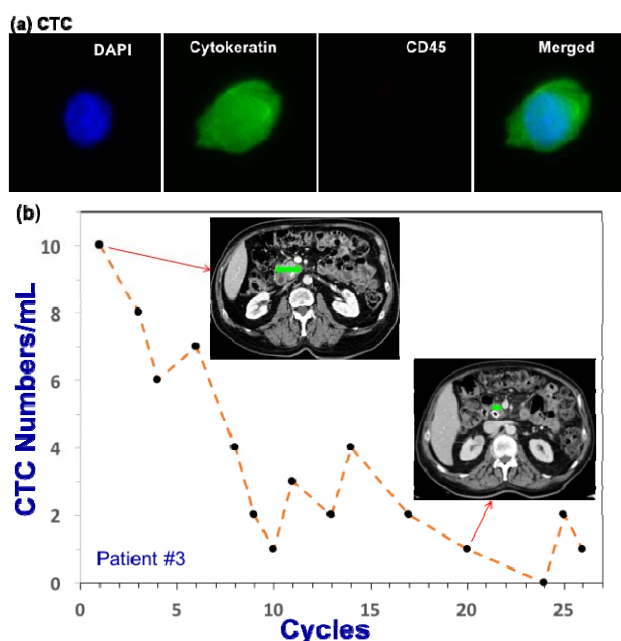 (a) CTC
DAPI
Cytokeratin
CD45
Merged
(b)
10
8
6
4
2
0
CTC Numbers/mL
Patient #3
0
5
10
15
20
25
Cycles